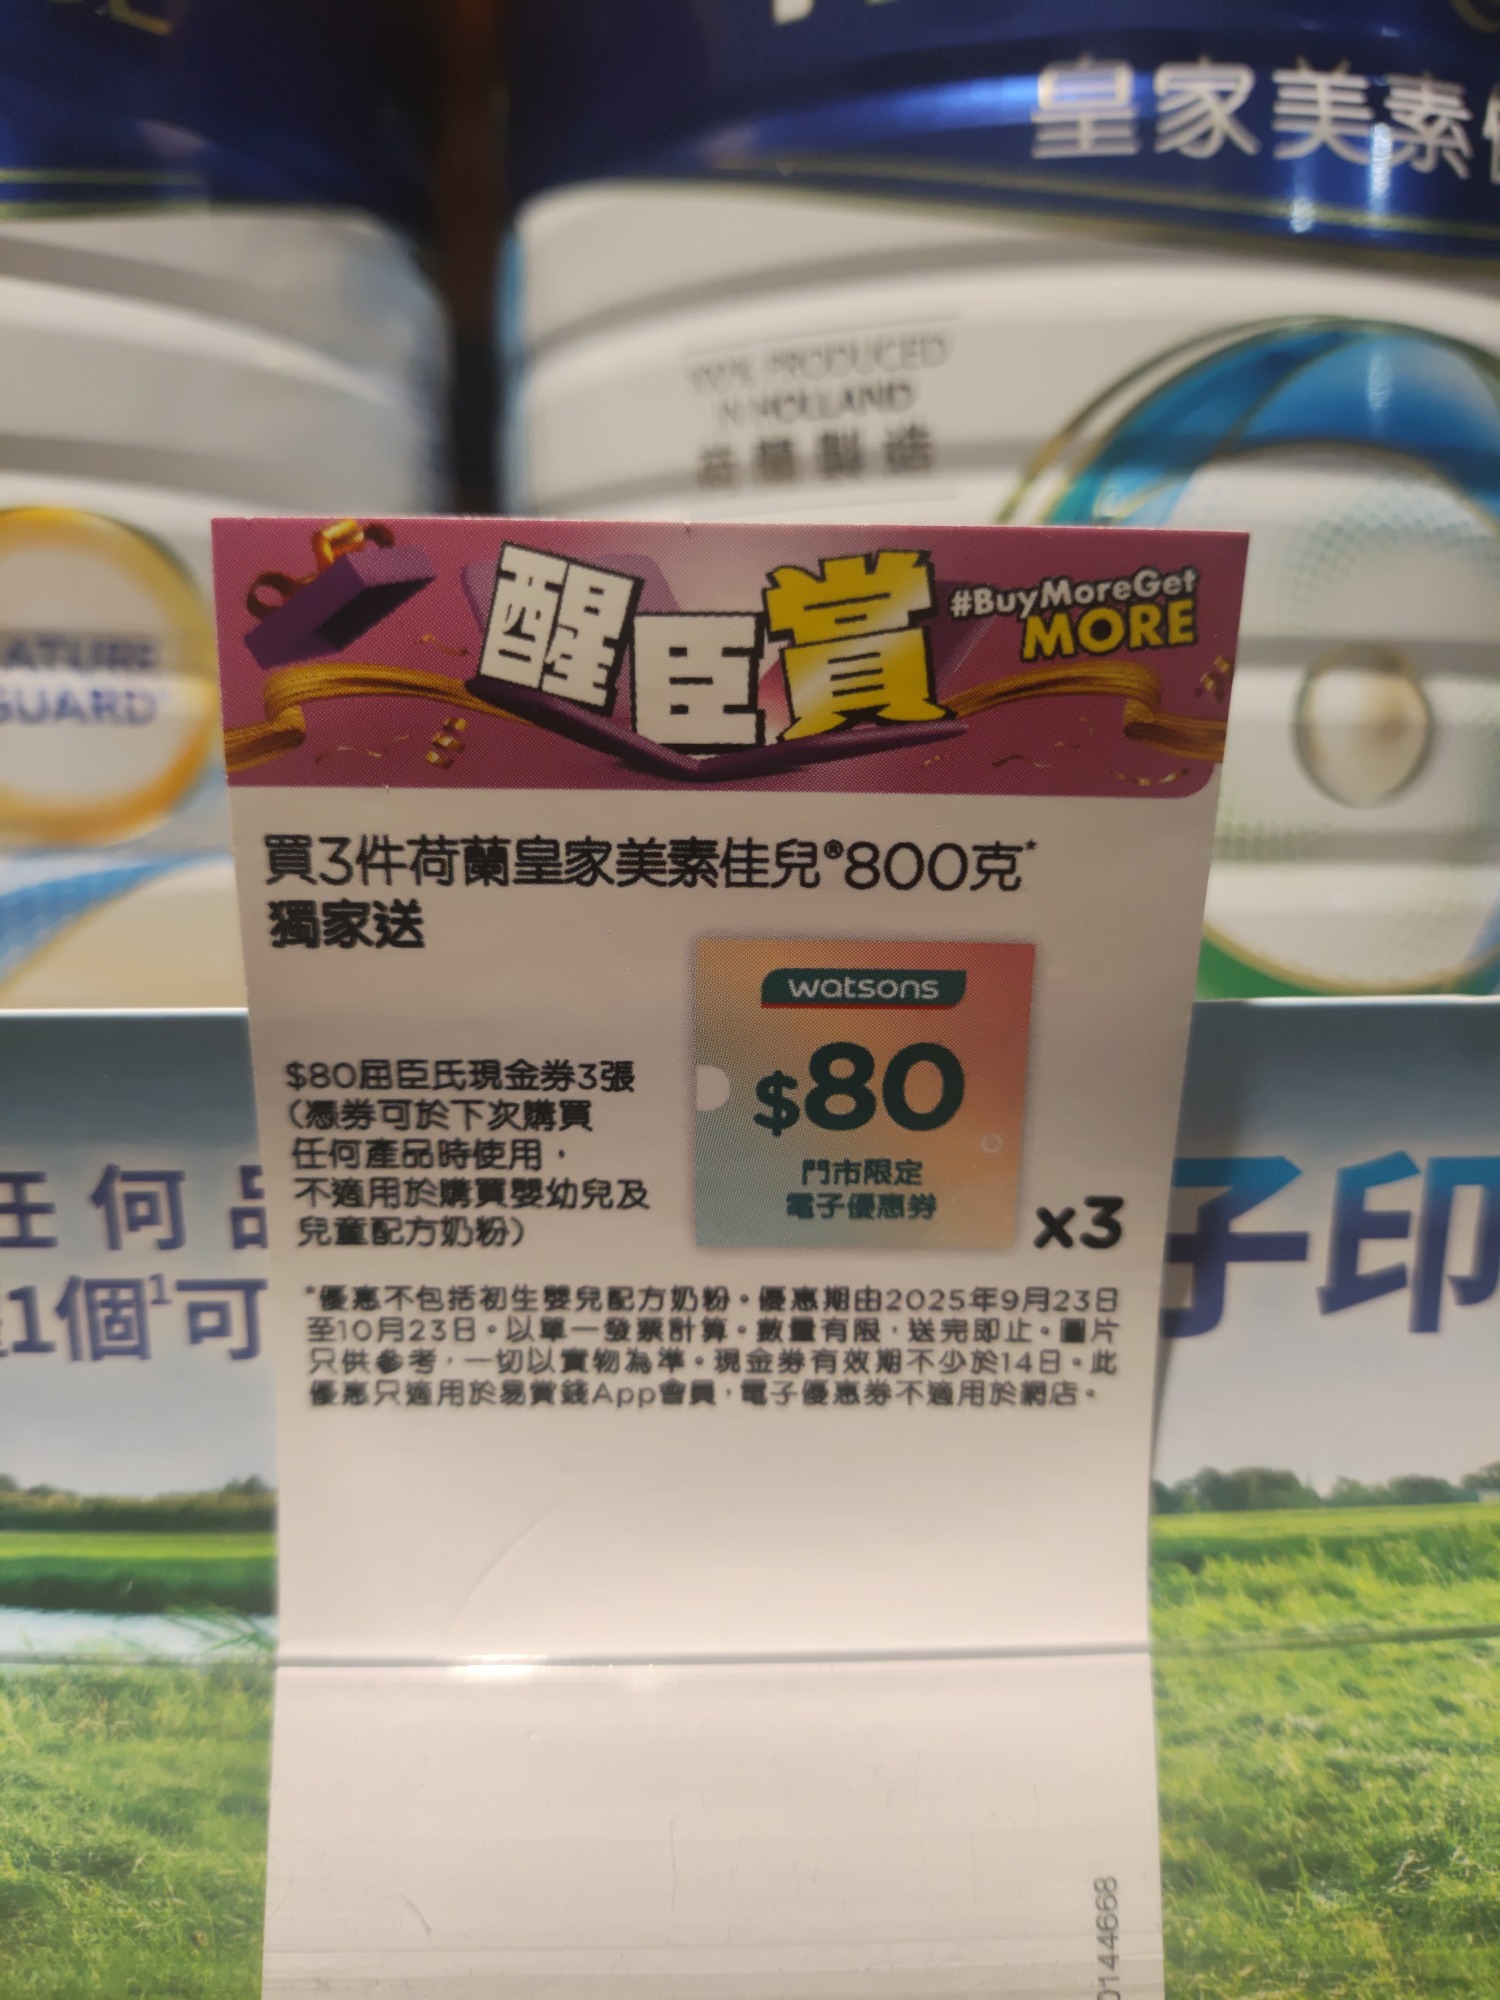 皇家美素
PRODUCED
IN HOLLAND
荷蘭製造
ATURE
GUARD
醒臣賞
#BuyMoreGet
MORE
買3件荷蘭皇家美素佳兒®800克*
獨家送
watsons
$80
門市限定
電子優惠券
x3
$80屈臣氏現金券3張
(憑券可於下次購買
任何產品時使用，
不適用於購買嬰幼兒及
兒童配方奶粉)
*優惠不包括初生嬰兒配方奶粉。優惠期由2025年9月23日
至10月23日。以單一發票計算。數量有限，送完即止。圖片
只供參考，一切以實物為準。現金券有效期不少於14日。此
優惠只適用於易賞錢App會員，電子優惠券不適用於網店。
任何品
1個¹可
子印
0144668